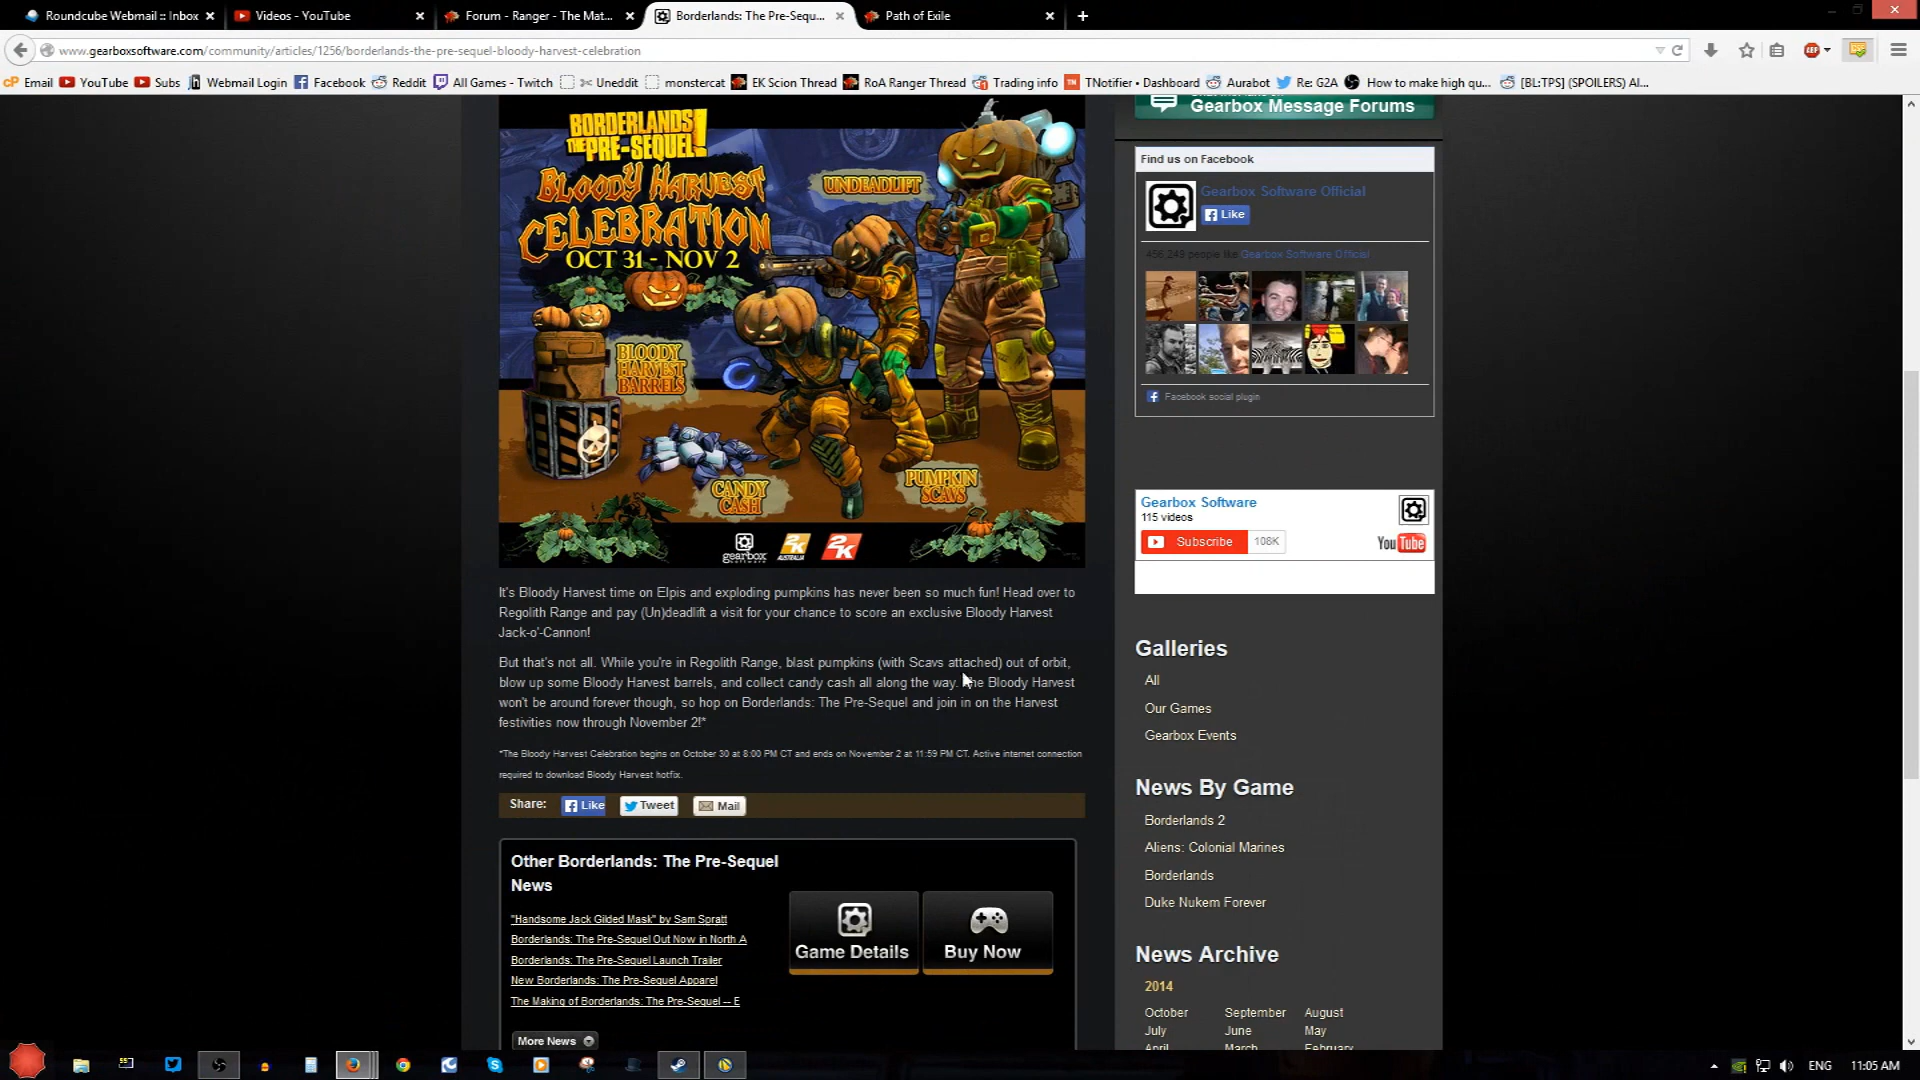 Roundcube Webmail :: Inbox
Videos - YouTube
Forum - Ranger - The Mat...
Borderlands: The Pre-Sequ...
Path of Exile
www.gearboxsoftware.com/community/articles/1256/borderlands-the-pre-sequel-bloody-harvest-celebration
Email YouTube Subs Webmail Login Facebook Reddit All Games - Twitch Uneddit monstercat EK Scion Thread RoA Ranger Thread Trading info TNotifier • Dashboard Aurabot Re: G2A How to make high qu... [BL:TPS] (SPOILERS) Al...
BORDERLANDS
THE PRE-SEQUEL!
BLOODY HARVEST
CELEBRATION
OCT 31 - NOV 2
UNDEADLIFT
BLOODY
HARVEST
BARRELS
CANDY
CASH
PUMPKIN
SCAVS
gearbox
software
2K
AUSTRALIA
2K
It's Bloody Harvest time on Elpis and exploding pumpkins has never been so much fun! Head over to
Regolith Range and pay (Un)deadlift a visit for your chance to score an exclusive Bloody Harvest
Jack-o'-Cannon!
But that's not all. While you're in Regolith Range, blast pumpkins (with Scavs attached) out of orbit,
blow up some Bloody Harvest barrels, and collect candy cash all along the way. The Bloody Harvest
won't be around forever though, so hop on Borderlands: The Pre-Sequel and join in on the Harvest
festivities now through November 2!*
*The Bloody Harvest Celebration begins on October 30 at 8:00 PM CT and ends on November 2 at 11:59 PM CT. Active internet connection
required to download Bloody Harvest hotfix.
Share: Like Tweet Mail
Other Borderlands: The Pre-Sequel
News
"Handsome Jack Gilded Mask" by Sam Spratt
Borderlands: The Pre-Sequel Out Now in North A
Borderlands: The Pre-Sequel Launch Trailer
New Borderlands: The Pre-Sequel Apparel
The Making of Borderlands: The Pre-Sequel -- E
More News
Game Details
Buy Now
Gearbox Message Forums
Find us on Facebook
Gearbox Software Official
Like
456,249 people like Gearbox Software Official
Facebook social plugin
Gearbox Software
115 videos
Subscribe 108K
YouTube
Galleries
All
Our Games
Gearbox Events
News By Game
Borderlands 2
Aliens: Colonial Marines
Borderlands
Duke Nukem Forever
News Archive
2014
October September August
July June May
April March February
ENG 11:05 AM